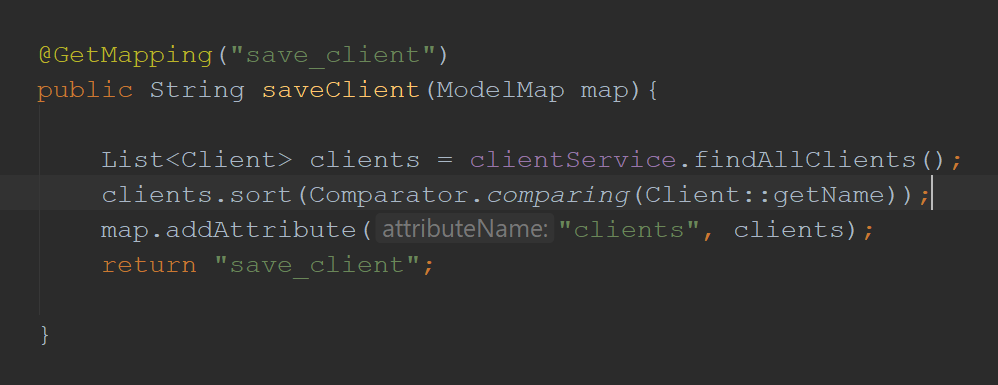 @GetMapping("save_client")
public String saveClient(ModelMap map){
List<Client> clients = clientService.findAllClients();
clients.sort(Comparator.comparing(Client::getName));
map.addAttribute( attributeName: "clients", clients);
return "save_client";
}